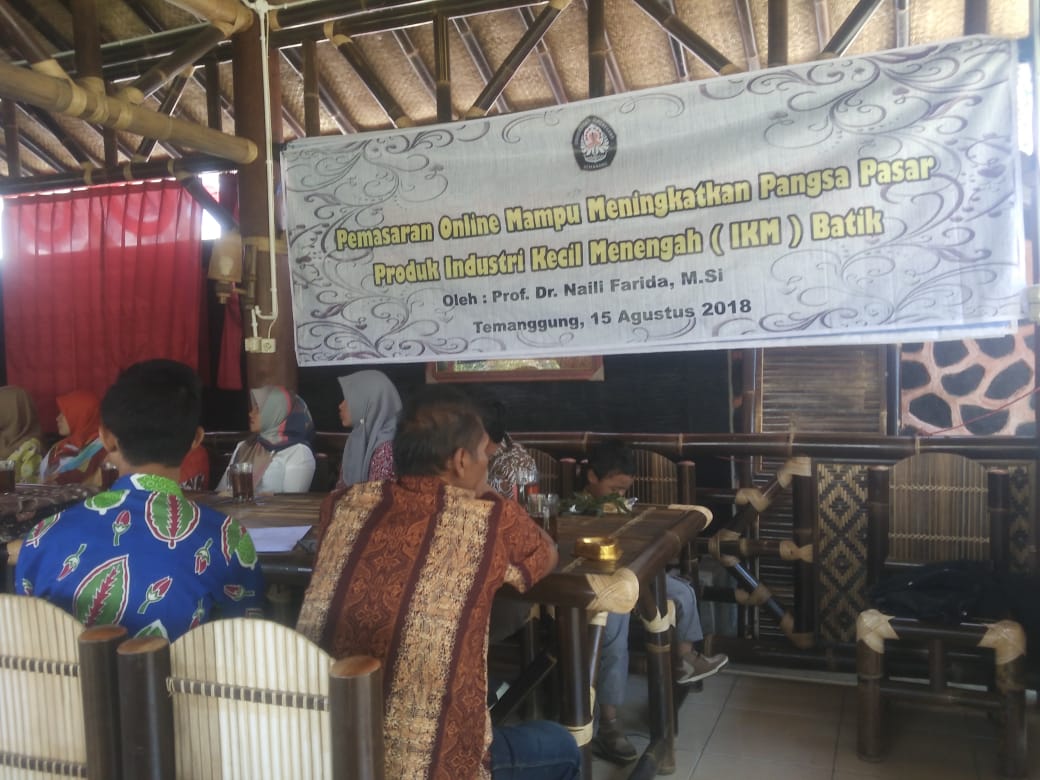 Pemasaran Online Mampu Meningkatkan Pangsa Pasar
Produk Industri Kecil Menengah ( IKM ) Batik
Oleh : Prof. Dr. Naili Farida, M.Si
Temanggung, 15 Agustus 2018